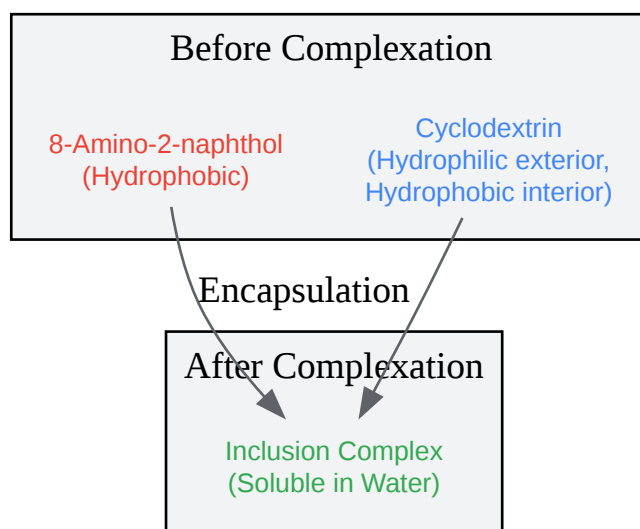 Before Complexation
8-Amino-2-naphthol
(Hydrophobic)
Cyclodextrin
(Hydrophilic exterior,
Hydrophobic interior)
Encapsulation
After Complexation
Inclusion Complex
(Soluble in Water)